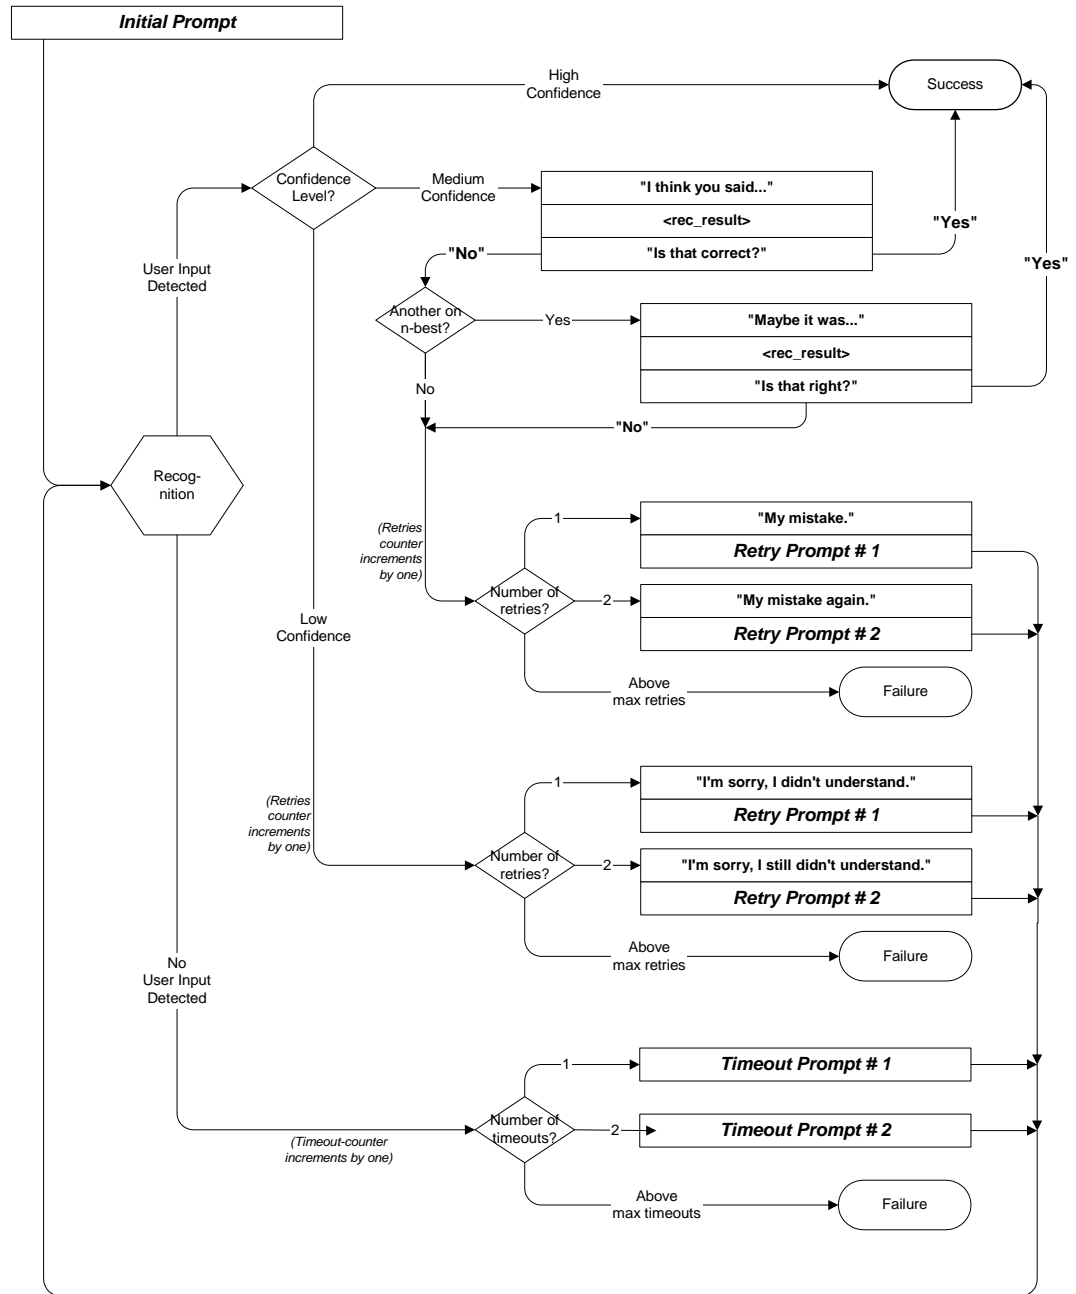 Initial Prompt
High
Confidence
Success
Confidence
Level?
Medium
Confidence
"I think you said..."
<rec_result>
"Is that correct?"
"Yes"
"Yes"
"No"
User Input
Detected
Another on
n-best?
Yes
"Maybe it was..."
<rec_result>
"Is that right?"
No
"No"
Recog-
nition
(Retries
counter
increments
by one)
1
"My mistake."
Retry Prompt # 1
Number of
retries?
2
"My mistake again."
Retry Prompt # 2
Low
Confidence
Above
max retries
Failure
(Retries
counter
increments
by one)
1
"I'm sorry, I didn't understand."
Retry Prompt # 1
Number of
retries?
2
"I'm sorry, I still didn't understand."
Retry Prompt # 2
Above
max retries
Failure
No
User Input
Detected
1
Timeout Prompt # 1
Number of
timeouts?
2
Timeout Prompt # 2
(Timeout-counter
increments by one)
Above
max timeouts
Failure